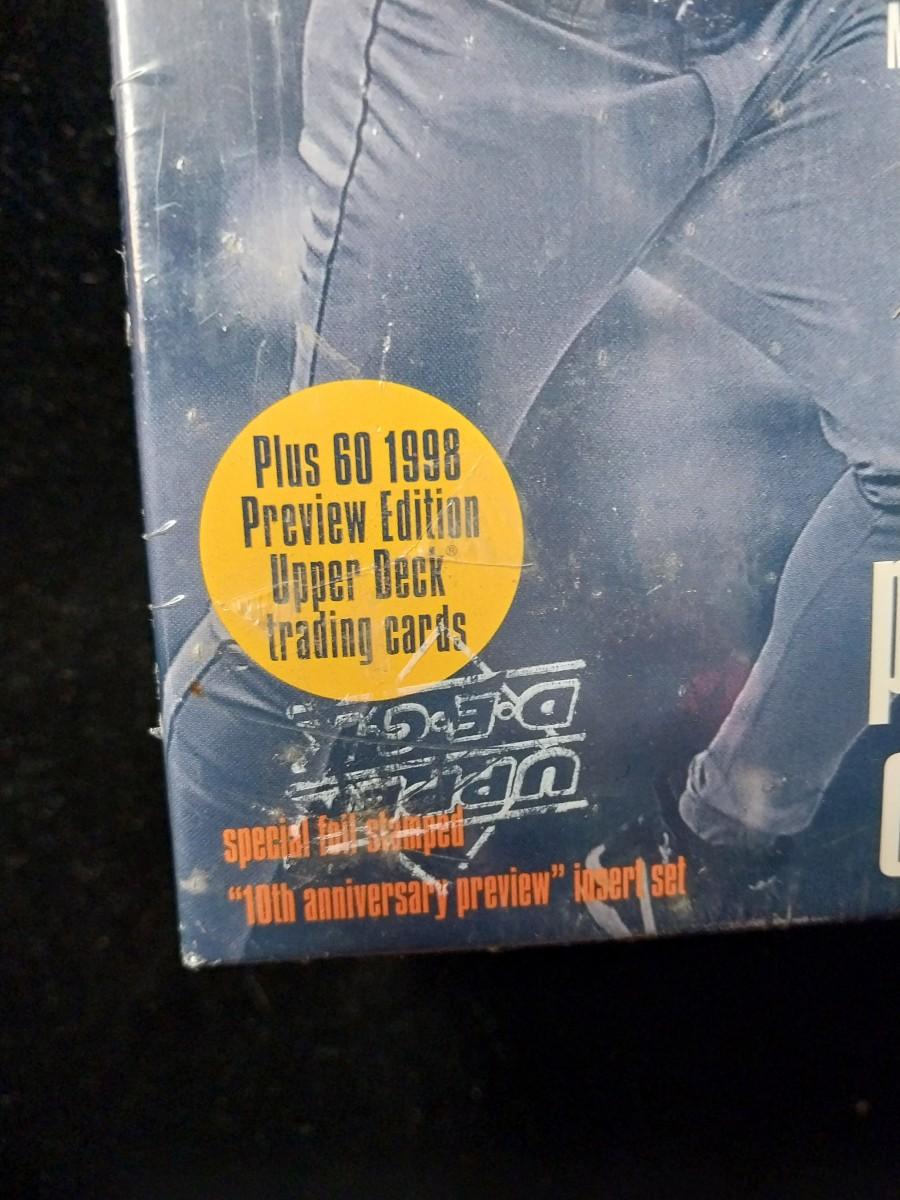 Plus 60 1998
Preview Edition
Upper Deck®
trading cards
UPPER
DECK
special foil stamped
"10th anniversary preview" insert set